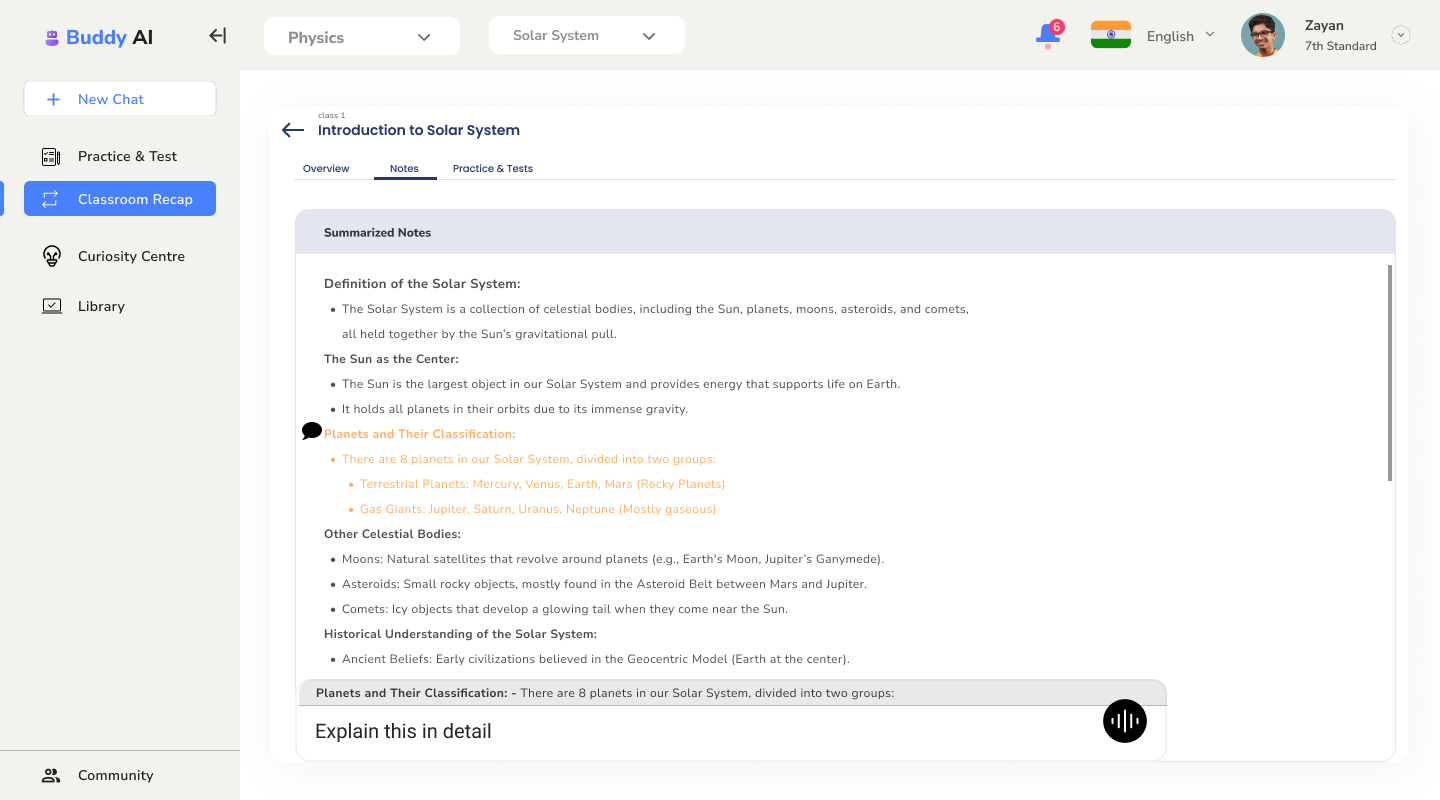 Buddy AI
Physics
Solar System
6
English
Zayan
7th Standard
New Chat
Practice & Test
Classroom Recap
Curiosity Centre
Library
Community
class 1
Introduction to Solar System
Overview
Notes
Practice & Tests
Summarized Notes
Definition of the Solar System:
• The Solar System is a collection of celestial bodies, including the Sun, planets, moons, asteroids, and comets,
all held together by the Sun's gravitational pull.
The Sun as the Center:
• The Sun is the largest object in our Solar System and provides energy that supports life on Earth.
• It holds all planets in their orbits due to its immense gravity.
Planets and Their Classification:
• There are 8 planets in our Solar System, divided into two groups:
• Terrestrial Planets: Mercury, Venus, Earth, Mars (Rocky Planets)
• Gas Giants: Jupiter, Saturn, Uranus, Neptune (Mostly gaseous)
Other Celestial Bodies:
• Moons: Natural satellites that revolve around planets (e.g., Earth's Moon, Jupiter's Ganymede).
• Asteroids: Small rocky objects, mostly found in the Asteroid Belt between Mars and Jupiter.
• Comets: Icy objects that develop a glowing tail when they come near the Sun.
Historical Understanding of the Solar System:
• Ancient Beliefs: Early civilizations believed in the Geocentric Model (Earth at the center).
Planets and Their Classification: - There are 8 planets in our Solar System, divided into two groups:
Explain this in detail